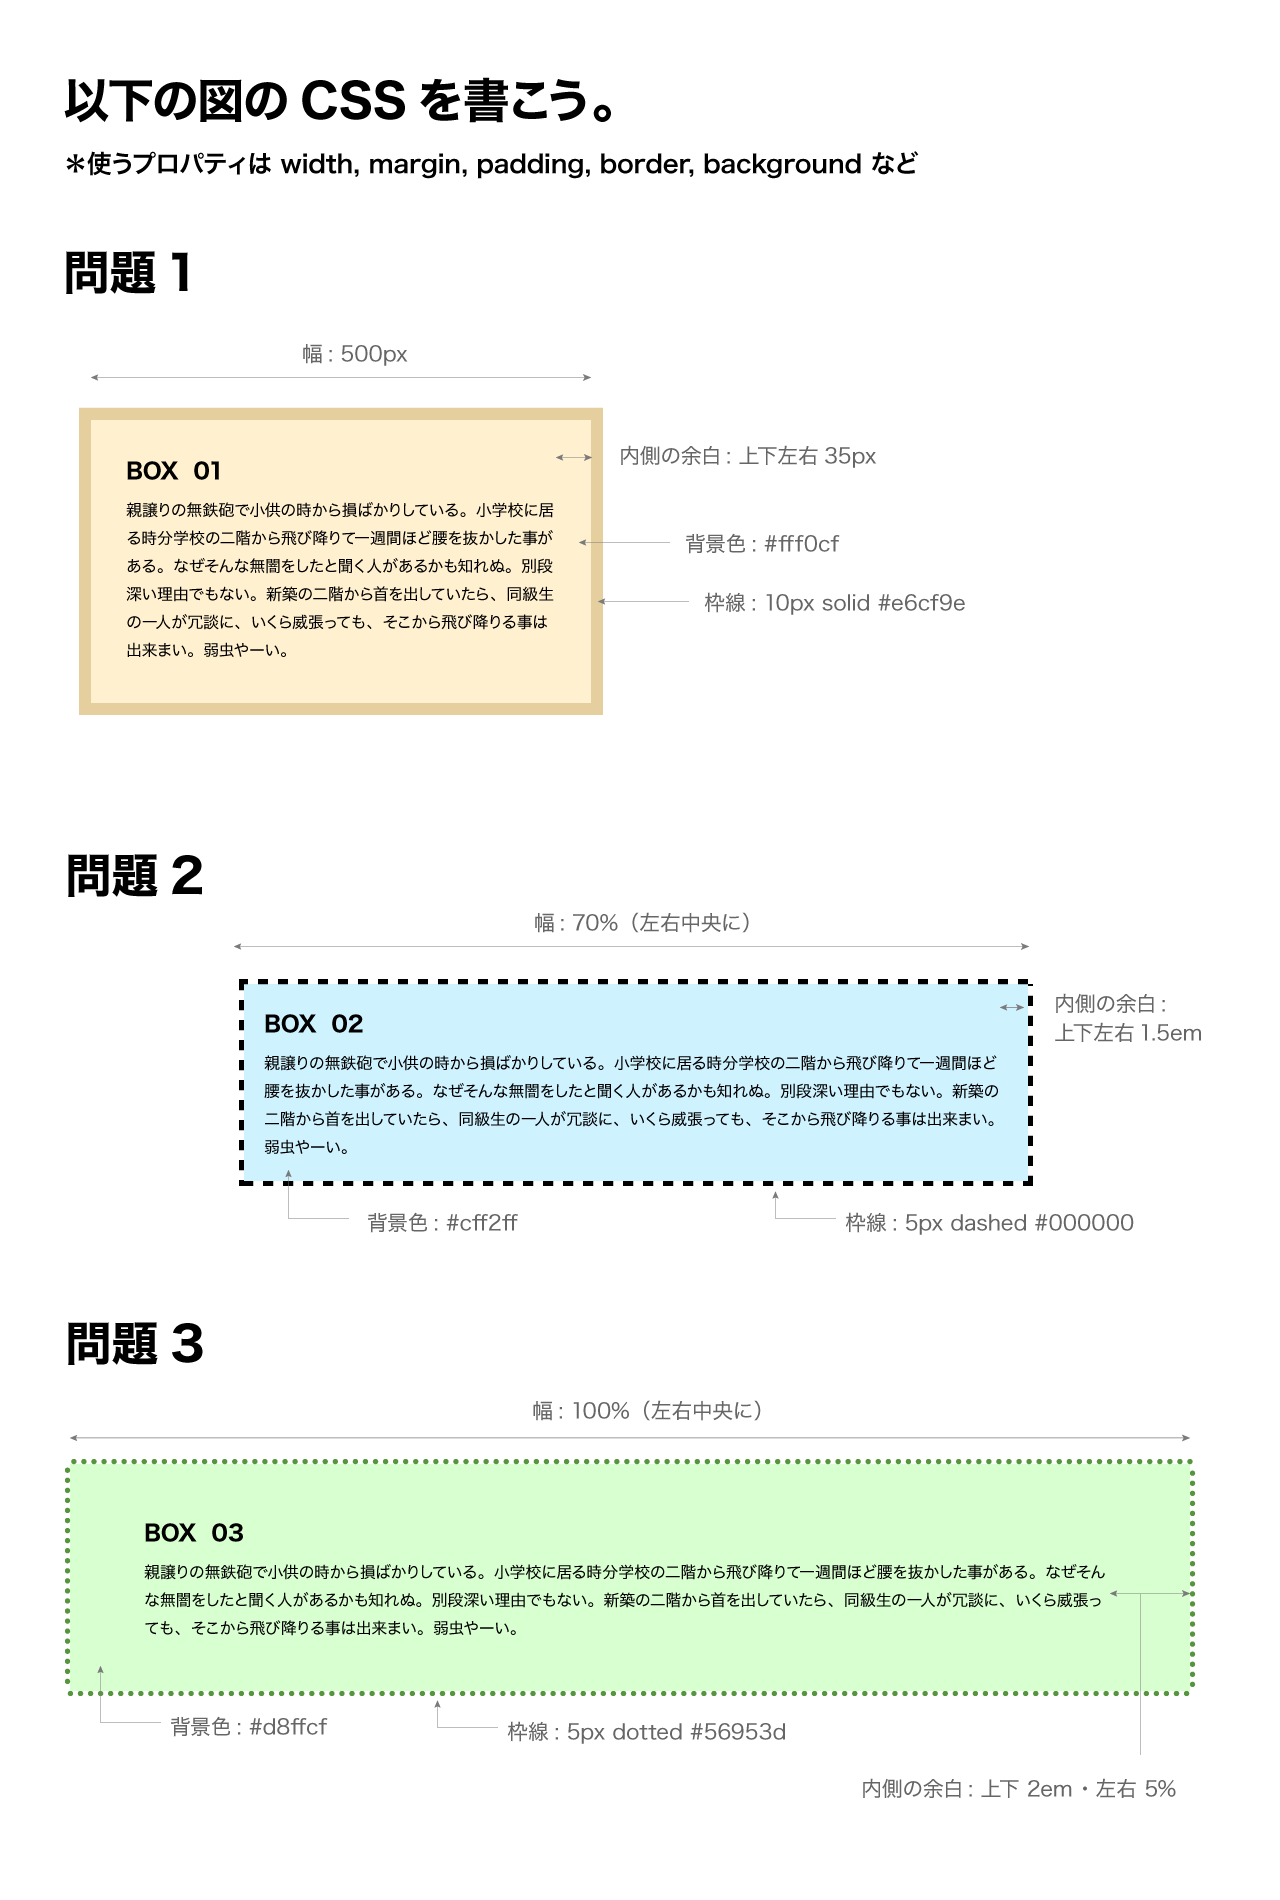 以下の図の CSS を書こう。
＊使うプロパティは width, margin, padding, border, background など
問題 1
幅 : 500px
BOX 01
親譲りの無鉄砲で小供の時から損ばかりしている。小学校に居
る時分学校の二階から飛び降りて一週間ほど腰を抜かした事が
ある。なぜそんな無闇をしたと聞く人があるかも知れぬ。別段
深い理由でもない。新築の二階から首を出していたら、同級生
の一人が冗談に、いくら威張っても、そこから飛び降りる事は
出来まい。弱虫やーい。
内側の余白 : 上下左右 35px
背景色 : #fff0cf
枠線 : 10px solid #e6cf9e
問題 2
幅 : 70%（左右中央に）
BOX 02
親譲りの無鉄砲で小供の時から損ばかりしている。小学校に居る時分学校の二階から飛び降りて一週間ほど
腰を抜かした事がある。なぜそんな無闇をしたと聞く人があるかも知れぬ。別段深い理由でもない。新築の
二階から首を出していたら、同級生の一人が冗談に、いくら威張っても、そこから飛び降りる事は出来まい。
弱虫やーい。
内側の余白 :
上下左右 1.5em
背景色 : #cff2ff
枠線 : 5px dashed #000000
問題 3
幅 : 100%（左右中央に）
BOX 03
親譲りの無鉄砲で小供の時から損ばかりしている。小学校に居る時分学校の二階から飛び降りて一週間ほど腰を抜かした事がある。なぜそん
な無闇をしたと聞く人があるかも知れぬ。別段深い理由でもない。新築の二階から首を出していたら、同級生の一人が冗談に、いくら威張っ
ても、そこから飛び降りる事は出来まい。弱虫やーい。
背景色 : #d8ffcf
枠線 : 5px dotted #56953d
内側の余白 : 上下 2em・左右 5%